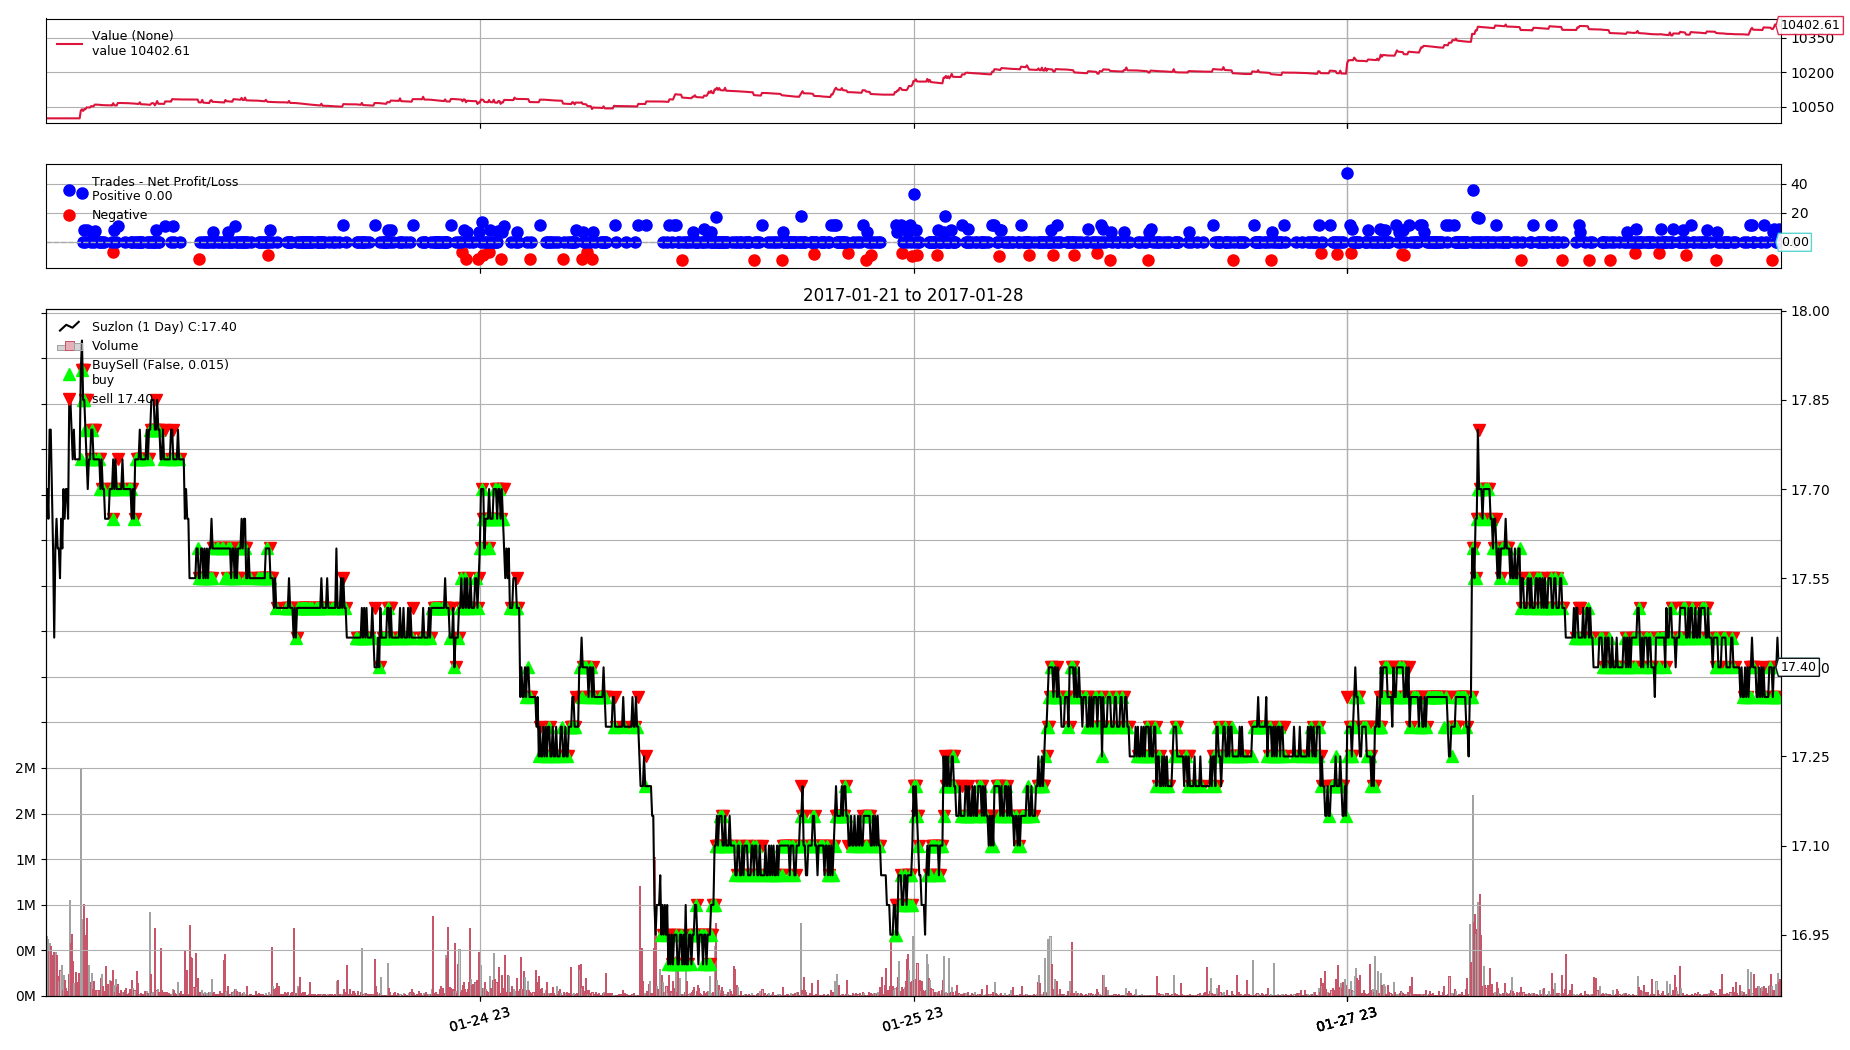 Value (None)
value 10402.61
10402.61
10350
10200
10050
Trades - Net Profit/Loss
Positive 0.00
Negative
40
20
0.00
2017-01-21 to 2017-01-28
Suzlon (1 Day) C:17.40
Volume
BuySell (False, 0.015)
buy
sell 17.40
18.00
17.85
17.70
17.55
17.40
17.25
17.10
16.95
2M
2M
1M
1M
0M
0M
01-24 23
01-25 23
01-27 23